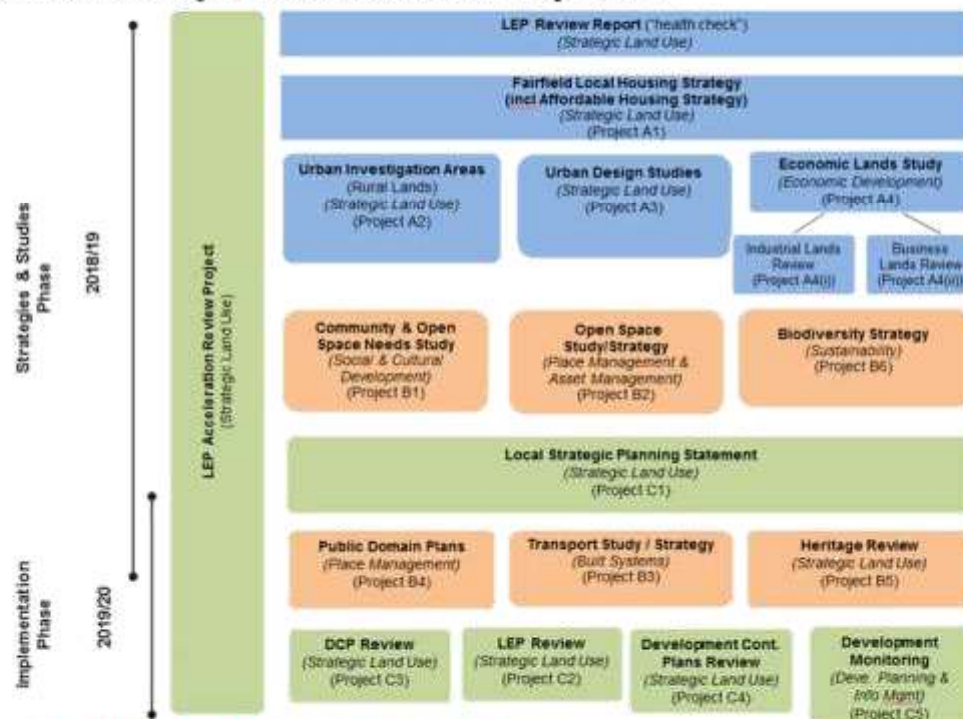 LEP Review Report ("health check")
(Strategic Land Use)
Fairfield Local Housing Strategy
(incl Affordable Housing Strategy)
(Strategic Land Use)
(Project A1)
Urban Investigation Areas
(Rural Lands)
(Strategic Land Use)
(Project A2)
Urban Design Studies
(Strategic Land Use)
(Project A3)
Economic Lands Study
(Economic Development)
(Project A4)
Industrial Lands
Review
(Project A4(i))
Business
Lands Review
(Project A4(ii))
Strategies & Studies
Phase
2018/19
LEP Acceleration Review Project
(Strategic Land Use)
Community & Open
Space Needs Study
(Social & Cultural
Development)
(Project B1)
Open Space
Study/Strategy
(Place Management &
Asset Management)
(Project B2)
Biodiversity Strategy
(Sustainability)
(Project B6)
Local Strategic Planning Statement
(Strategic Land Use)
(Project C1)
Implementation
Phase
2019/20
Public Domain Plans
(Place Management)
(Project B4)
Transport Study / Strategy
(Built Systems)
(Project B3)
Heritage Review
(Strategic Land Use)
(Project B5)
DCP Review
(Strategic Land Use)
(Project C3)
LEP Review
(Strategic Land Use)
(Project C2)
Development Cont.
Plans Review
(Strategic Land Use)
(Project C4)
Development
Monitoring
(Deve. Planning &
Info Mgmt)
(Project C5)